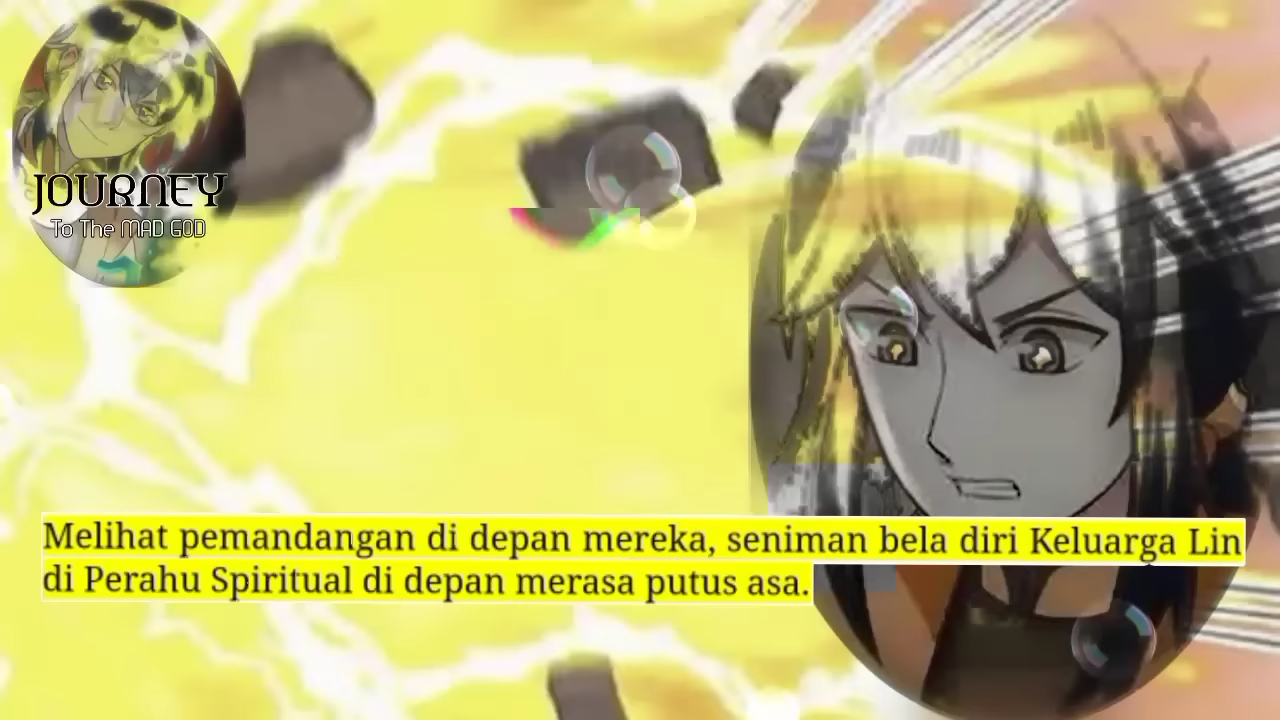 JOURNEY
To The MAD GOD
Melihat pemandangan di depan mereka, seniman bela diri Keluarga Lin
di Perahu Spiritual di depan merasa putus asa.